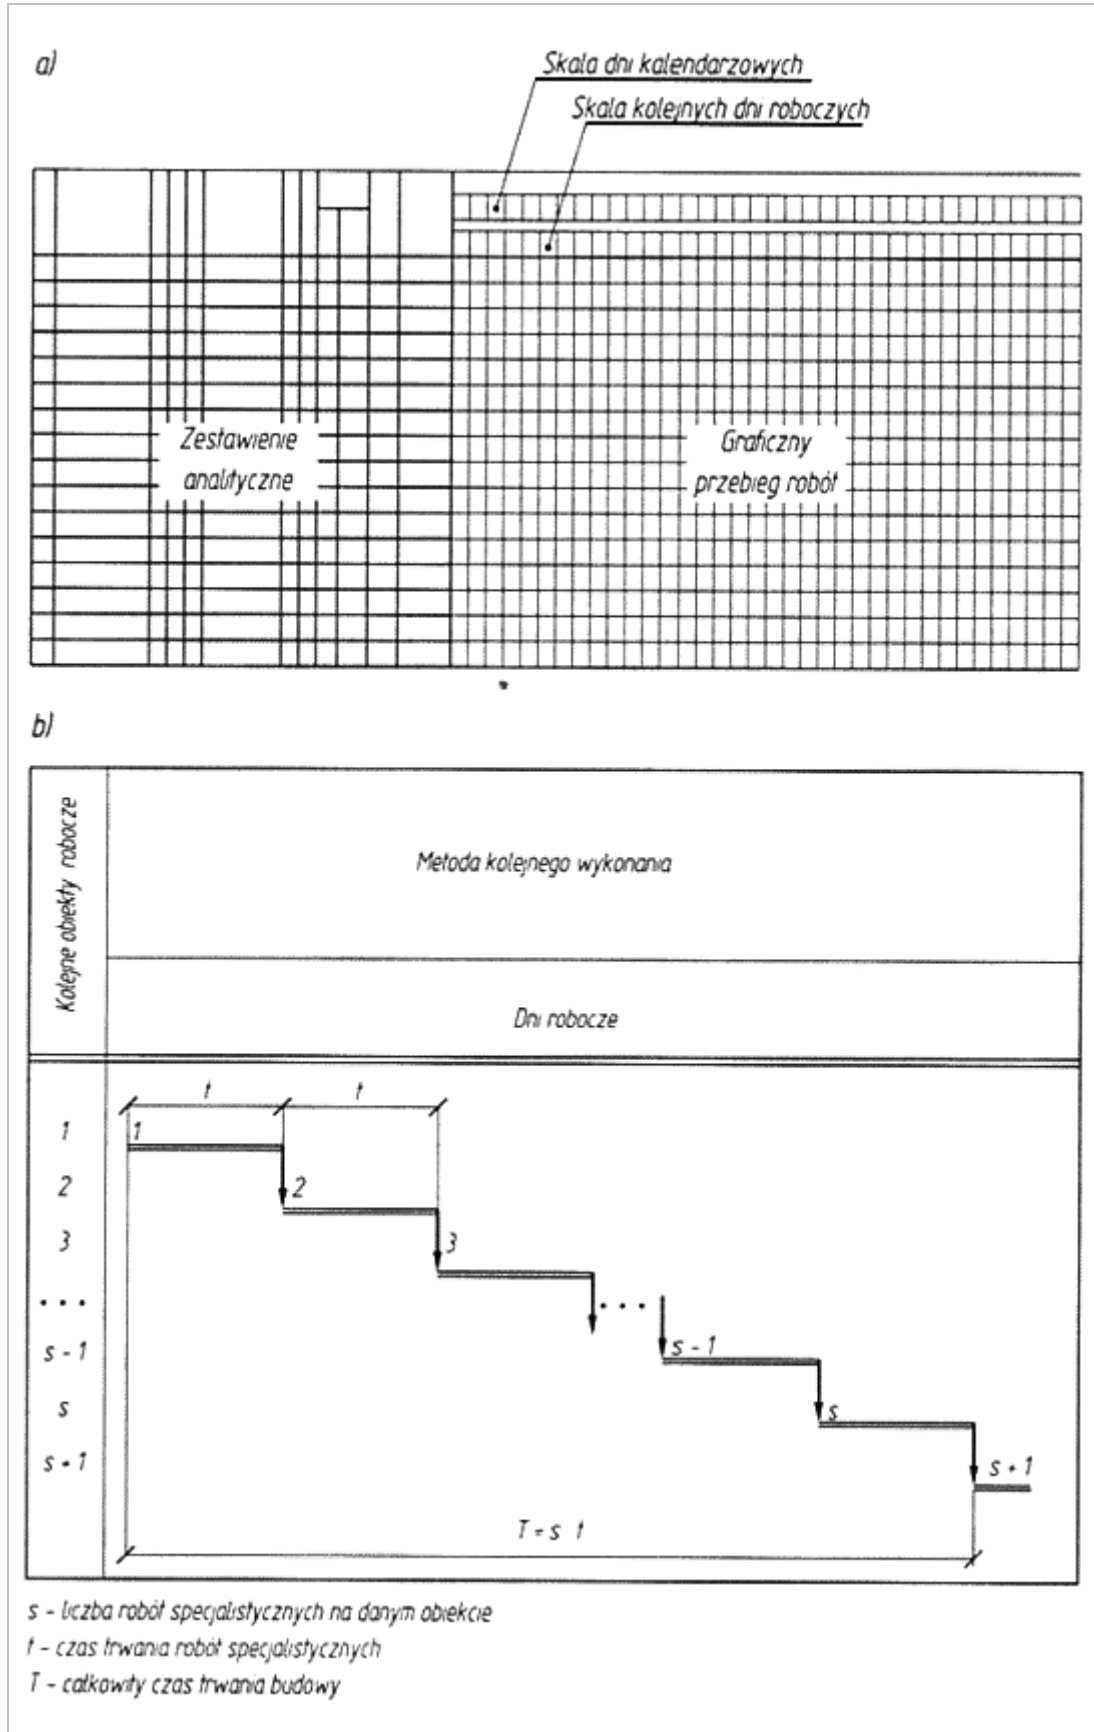 a)
Skala dni kalendarzowych
Skala kolejnych dni roboczych
Zestawienie
analityczne
Graficzny
przebieg robót
b)
Kolejne obiekty robocze
Metoda kolejnego wykonania
Dni robocze
t
t
1
1
2
2
3
3
. . .
. . .
s - 1
s - 1
s
s
s + 1
s + 1
T = s t
s - liczba robót specjalistycznych na danym obiekcie
t - czas trwania robót specjalistycznych
T - całkowity czas trwania budowy